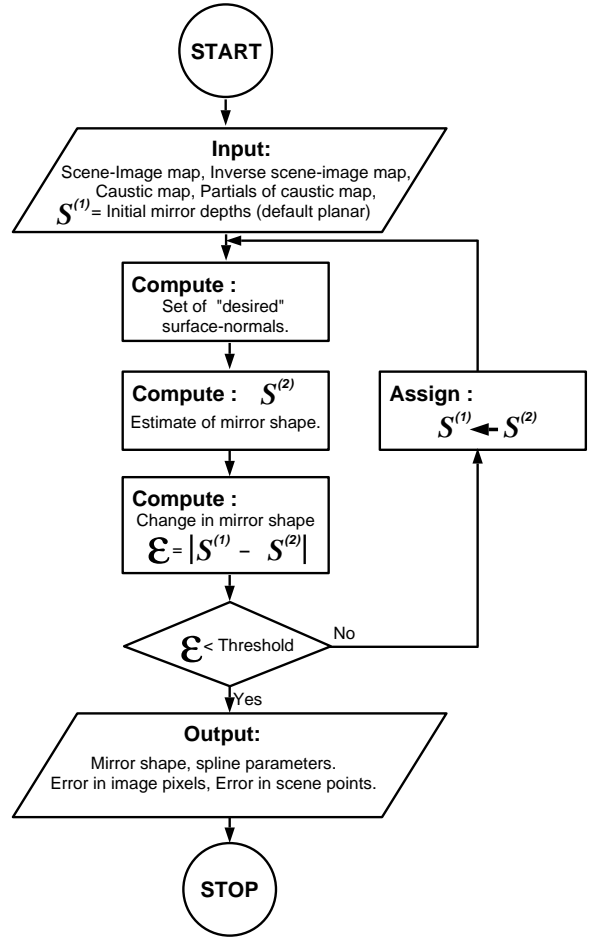 START
Input:
Scene-Image map, Inverse scene-image map,
Caustic map, Partials of caustic map,
S(1) = Initial mirror depths (default planar)
Compute :
Set of "desired"
surface-normals.
Compute : S(2)
Estimate of mirror shape.
Assign :
S(1) ← S(2)
Compute :
Change in mirror shape
ε = |S(1) - S(2)|
ε < Threshold
No
Yes
Output:
Mirror shape, spline parameters.
Error in image pixels, Error in scene points.
STOP